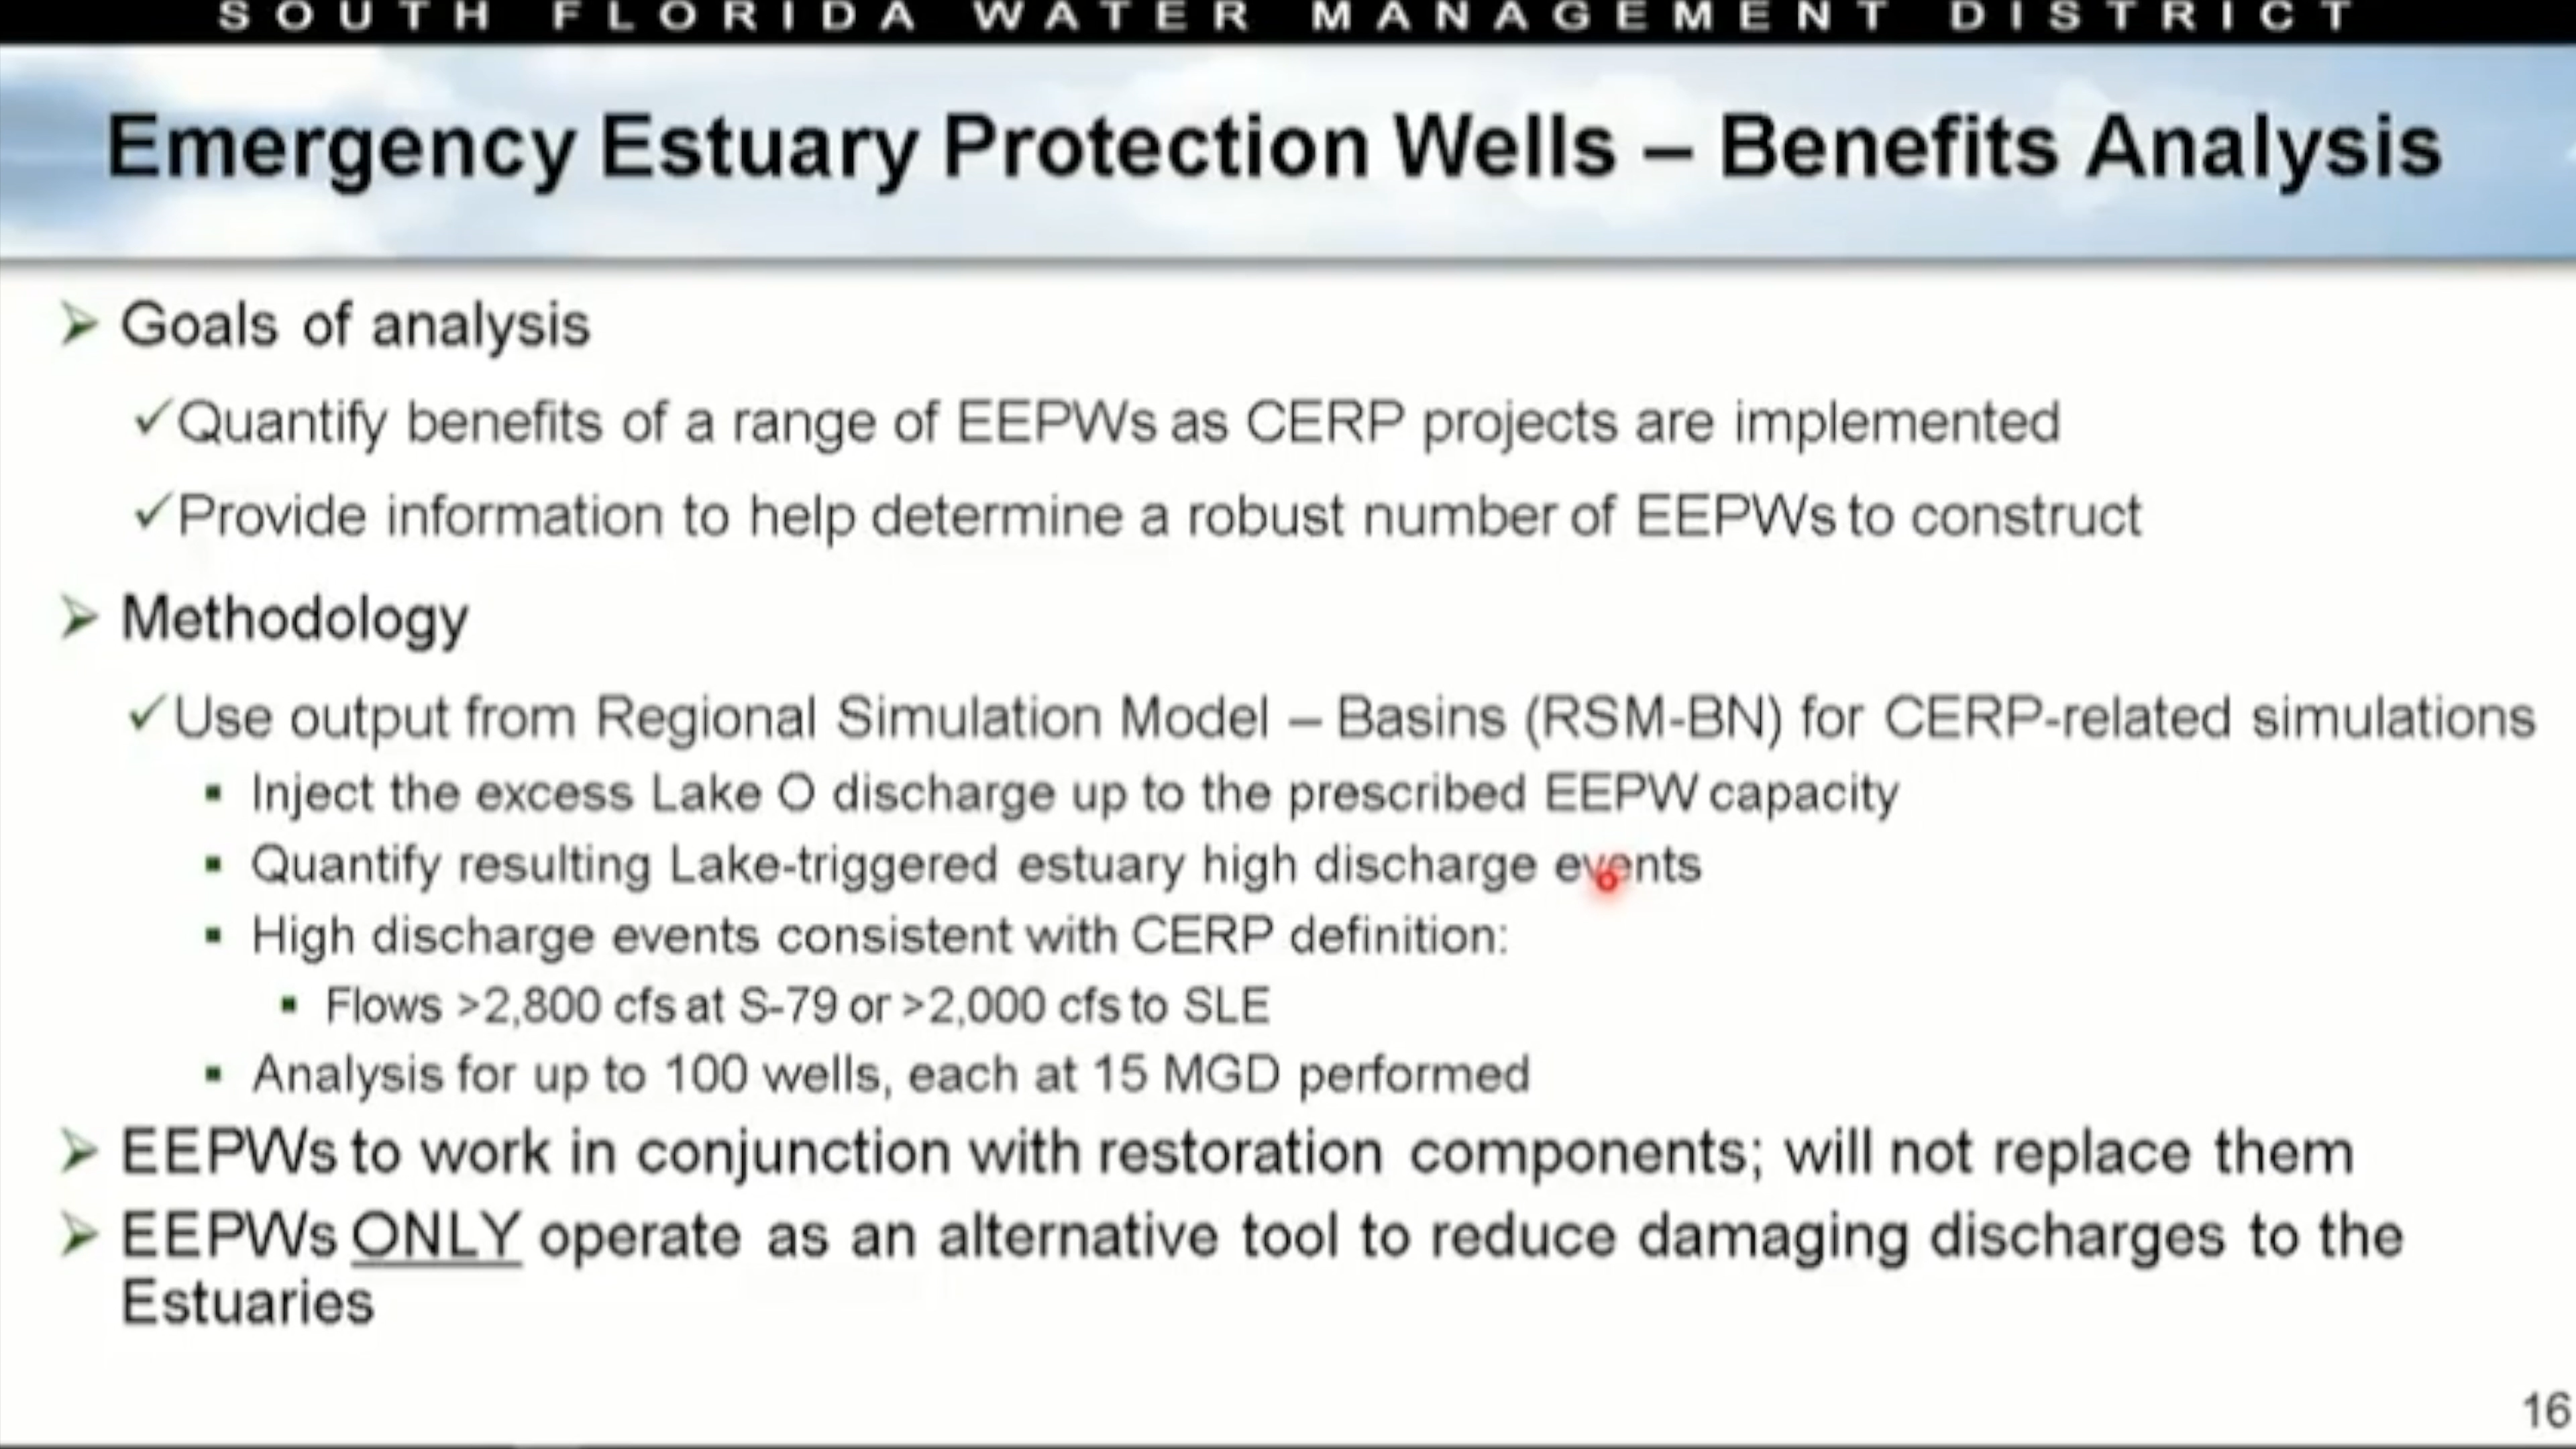 SOUTH FLORIDA WATER MANAGEMENT DISTRICT
Emergency Estuary Protection Wells – Benefits Analysis
Goals of analysis
Quantify benefits of a range of EEPWs as CERP projects are implemented
Provide information to help determine a robust number of EEPWs to construct
Methodology
Use output from Regional Simulation Model – Basins (RSM-BN) for CERP-related simulations
Inject the excess Lake O discharge up to the prescribed EEPW capacity
Quantify resulting Lake-triggered estuary high discharge events
High discharge events consistent with CERP definition:
Flows >2,800 cfs at S-79 or >2,000 cfs to SLE
Analysis for up to 100 wells, each at 15 MGD performed
EEPWs to work in conjunction with restoration components; will not replace them
EEPWs ONLY operate as an alternative tool to reduce damaging discharges to the
Estuaries
16